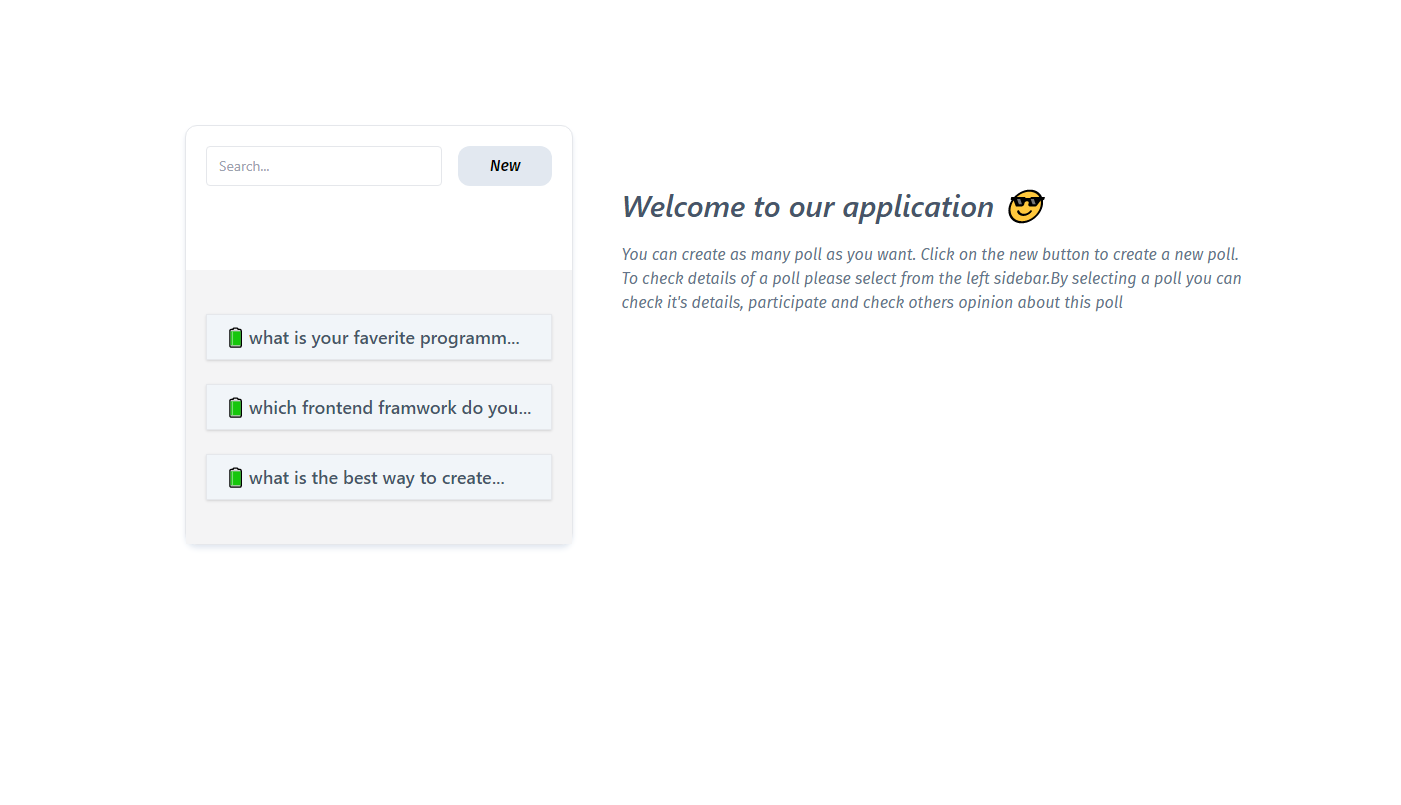 Search...
New
Welcome to our application 😎
You can create as many poll as you want. Click on the new button to create a new poll.
To check details of a poll please select from the left sidebar.By selecting a poll you can
check it's details, participate and check others opinion about this poll
what is your faverite programm...
which frontend framwork do you...
what is the best way to create...